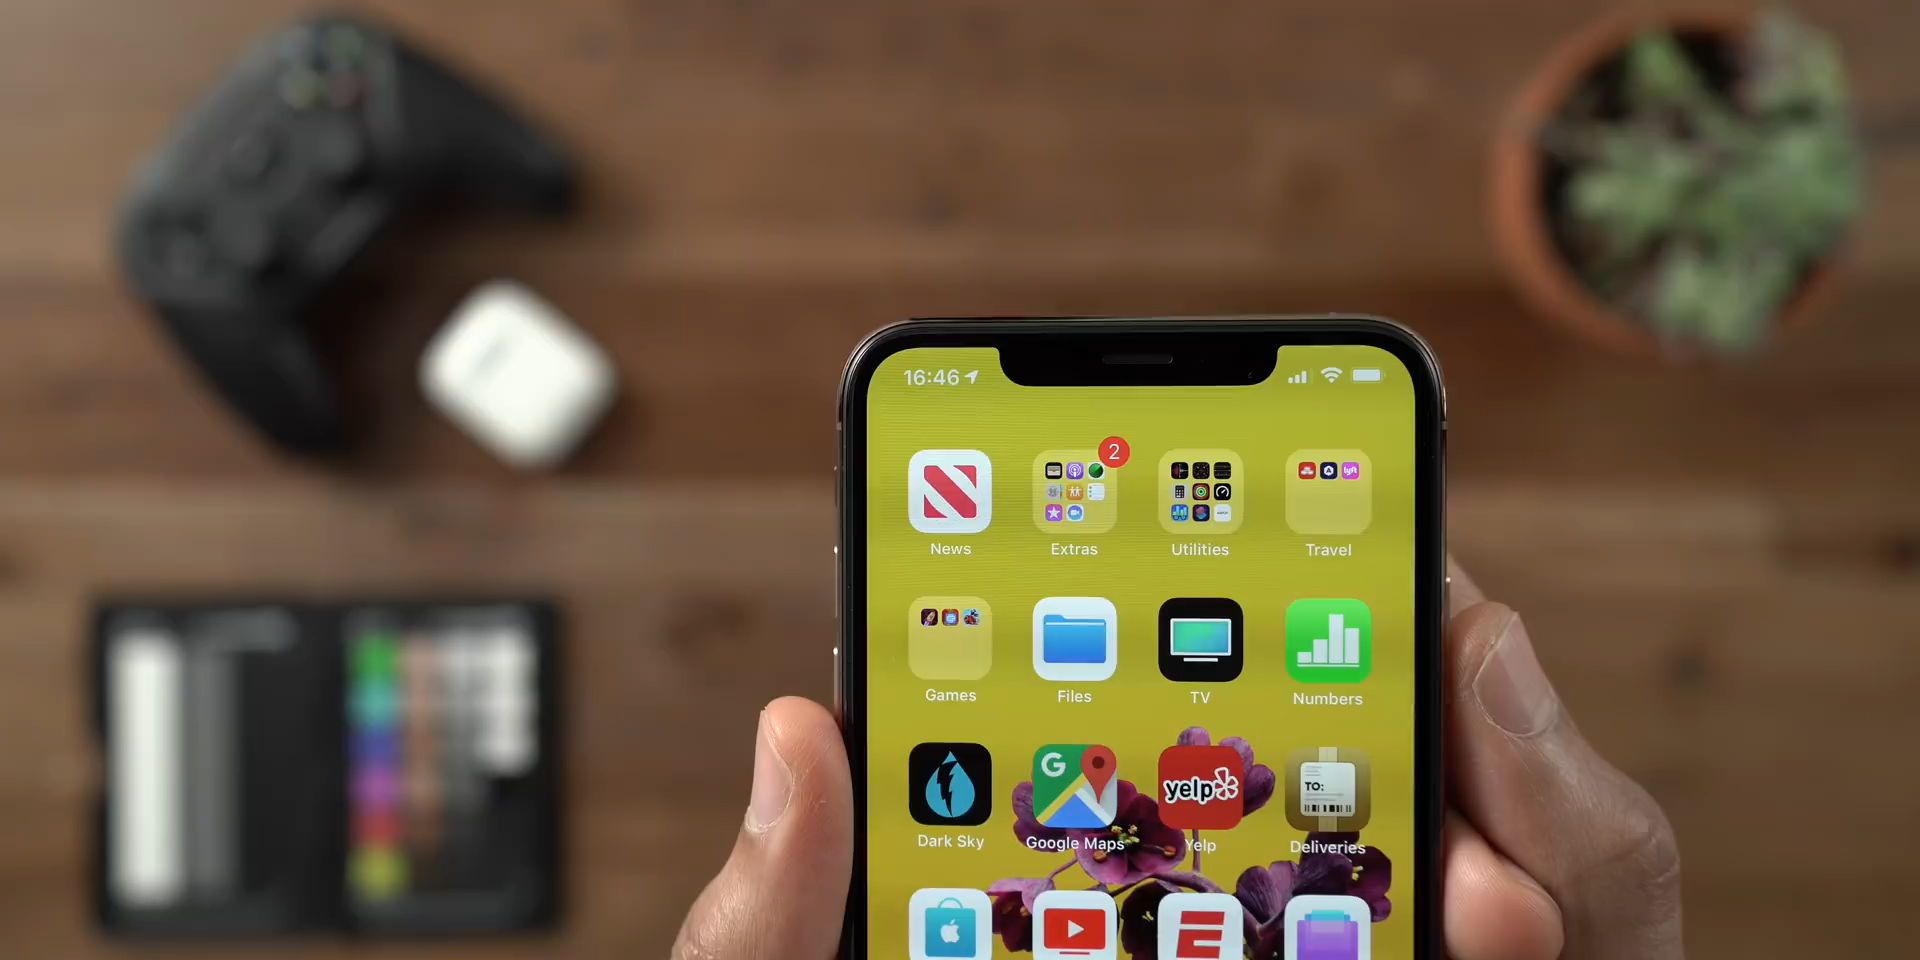 16:46
2
lyft
News
Extras
Utilities
Travel
Games
Files
TV
Numbers
G
yelp
TO:
Dark Sky
Google Maps
Yelp
Deliveries